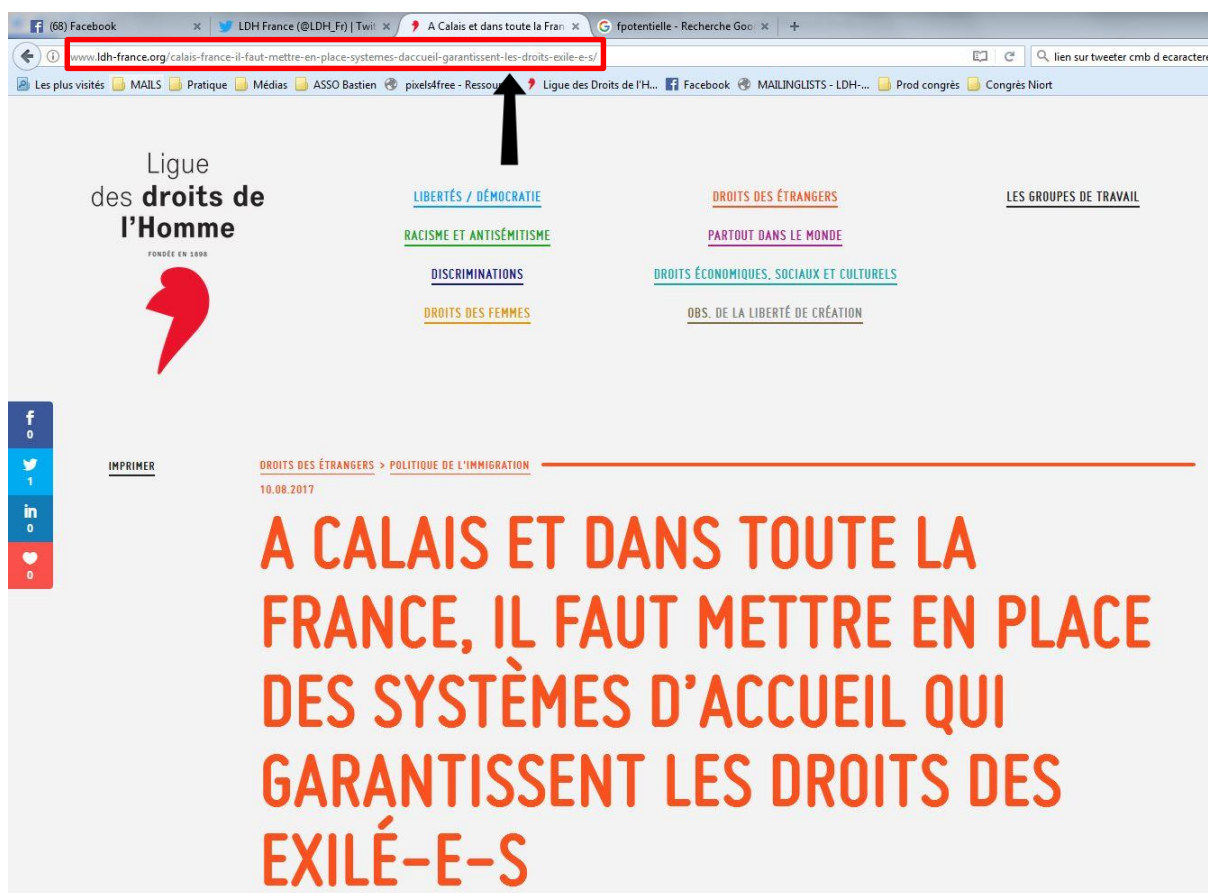 (68) Facebook
LDH France (@LDH_Fr) | Twit
A Calais et dans toute la Fran
fpotentielle - Recherche Goo
www.ldh-france.org/calais-france-il-faut-mettre-en-place-systemes-daccueil-garantissent-les-droits-exile-e-s/
lien sur tweeter cmb d ecaractere
Les plus visités MAILS Pratique Médias ASSO Bastien pixels4free - Ressou Ligue des Droits de l'H... Facebook MAILINGLISTS - LDH-... Prod congrès Congrès Niort
Ligue
des droits de
l'Homme
FONDÉE EN 1898
LIBERTÉS / DÉMOCRATIE
RACISME ET ANTISÉMITISME
DISCRIMINATIONS
DROITS DES FEMMES
DROITS DES ÉTRANGERS
PARTOUT DANS LE MONDE
DROITS ÉCONOMIQUES, SOCIAUX ET CULTURELS
OBS. DE LA LIBERTÉ DE CRÉATION
LES GROUPES DE TRAVAIL
f
0
1
in
0
0
IMPRIMER
DROITS DES ÉTRANGERS > POLITIQUE DE L'IMMIGRATION
10.08.2017
A CALAIS ET DANS TOUTE LA
FRANCE, IL FAUT METTRE EN PLACE
DES SYSTÈMES D'ACCUEIL QUI
GARANTISSENT LES DROITS DES
EXILÉ-E-S